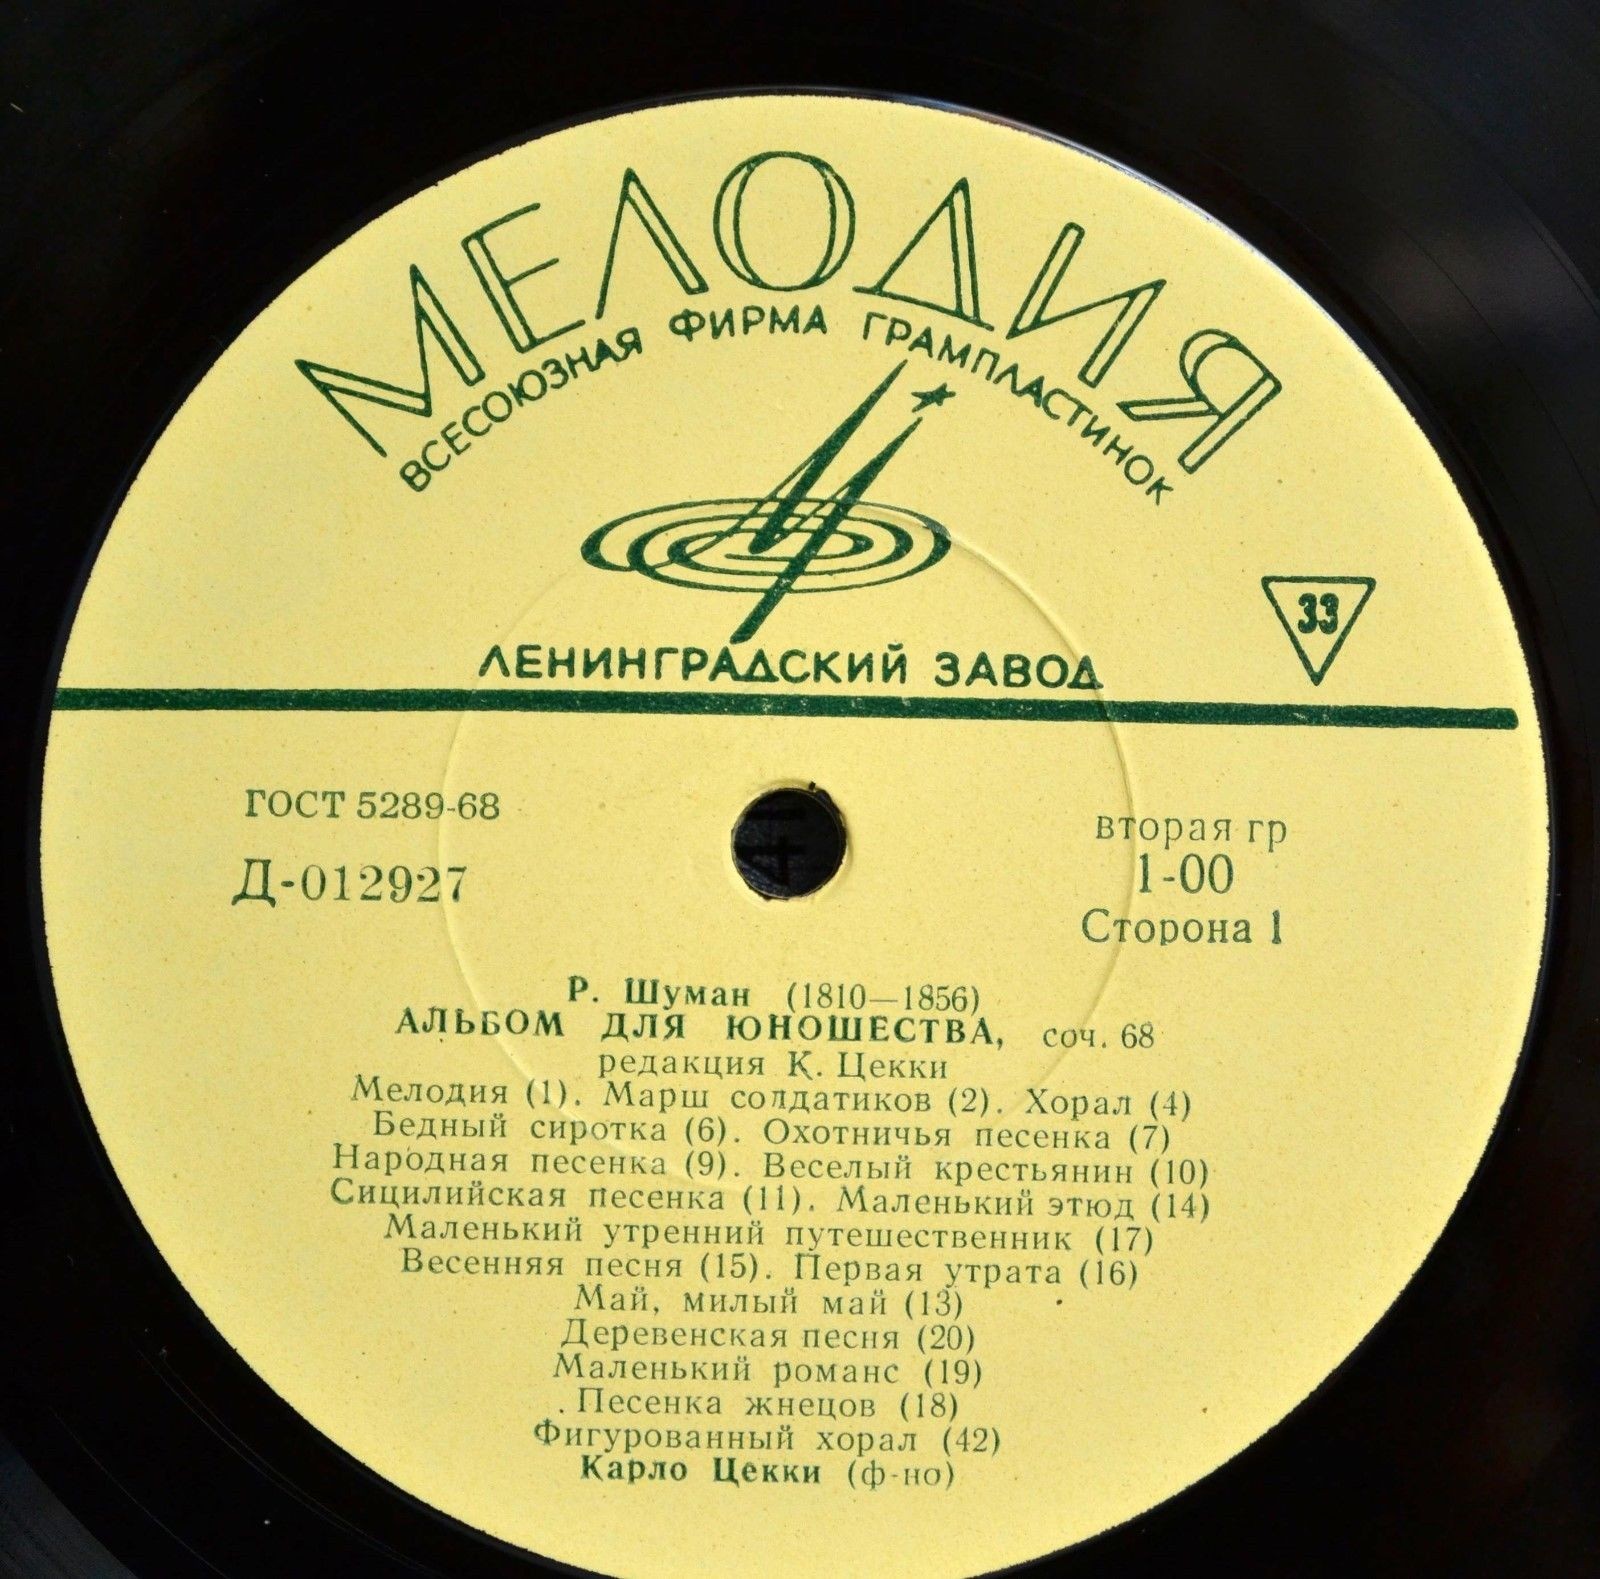 МЕЛОДИЯ
ВСЕСОЮЗНАЯ ФИРМА ГРАМПЛАСТИНОК
33
ЛЕНИНГРАДСКИЙ ЗАВОД
ГОСТ 5289-68
Д-012927
вторая гр
1-00
Сторона 1
Р. Шуман (1810—1856)
АЛЬБОМ ДЛЯ ЮНОШЕСТВА, соч. 68
редакция К. Цекки
Мелодия (1). Марш солдатиков (2). Хорал (4)
Бедный сиротка (6). Охотничья песенка (7)
Народная песенка (9). Веселый крестьянин (10)
Сицилийская песенка (11). Маленький этюд (14)
Маленький утренний путешественник (17)
Весенняя песня (15). Первая утрата (16)
Май, милый май (13)
Деревенская песня (20)
Маленький романс (19)
Песенка жнецов (18)
Фигурованный хорал (42)
Карло Цекки (ф-но)